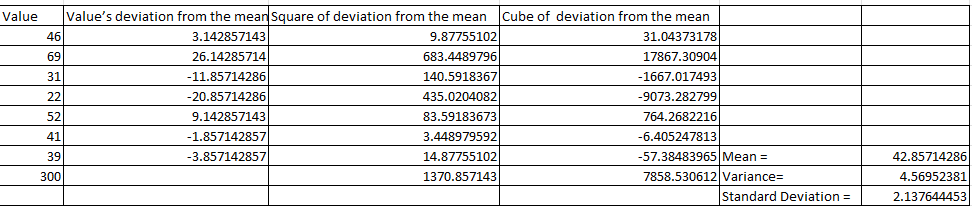 Value Value's deviation from the mean Square of deviation from the mean Cube of deviation from the mean
46 3.142857143 9.87755102 31.04373178
69 26.14285714 683.4489796 17867.30904
31 -11.85714286 140.5918367 -1667.017493
22 -20.85714286 435.0204082 -9073.282799
52 9.142857143 83.59183673 764.2682216
41 -1.857142857 3.448979592 -6.405247813
39 -3.857142857 14.87755102 -57.38483965 Mean = 42.85714286
300 1370.857143 7858.530612 Variance= 4.56952381
Standard Deviation = 2.137644453